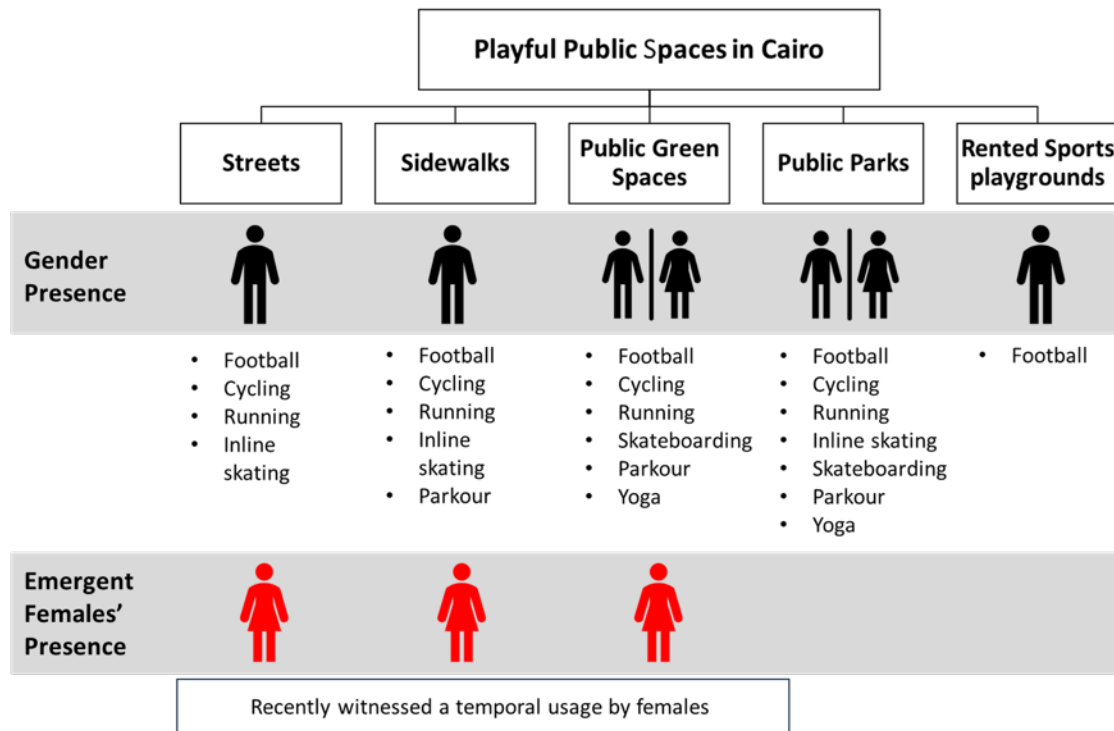 Playful Public Spaces in Cairo
Streets
Sidewalks
Public Green
Spaces
Public Parks
Rented Sports
playgrounds
Gender
Presence
• Football
• Cycling
• Running
• Inline
skating
• Football
• Cycling
• Running
• Inline
skating
• Parkour
• Football
• Cycling
• Running
• Skateboarding
• Parkour
• Yoga
• Football
• Cycling
• Running
• Inline skating
• Skateboarding
• Parkour
• Yoga
• Football
Emergent
Females’
Presence
Recently witnessed a temporal usage by females